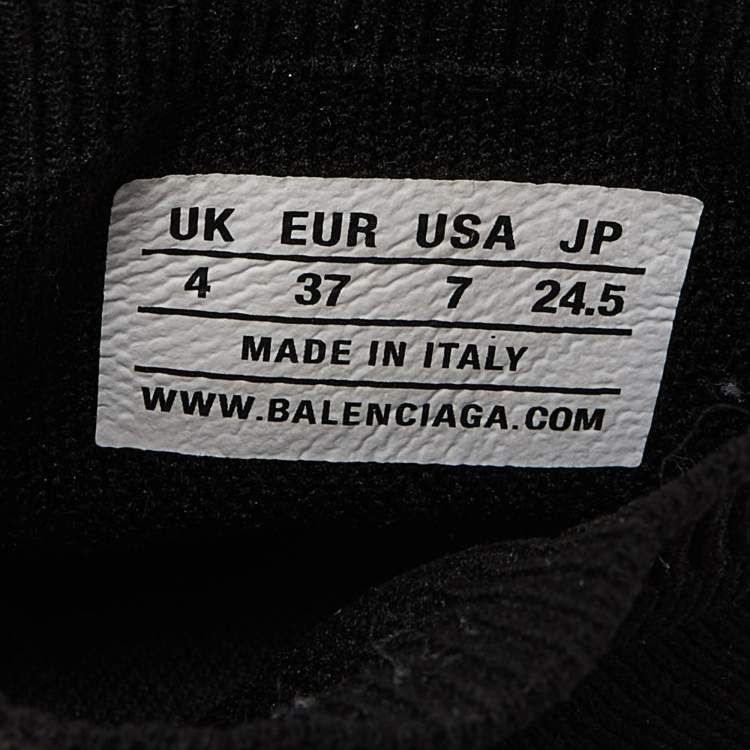 UK EUR USA JP
4 37 7 24.5
MADE IN ITALY
WWW.BALENCIAGA.COM